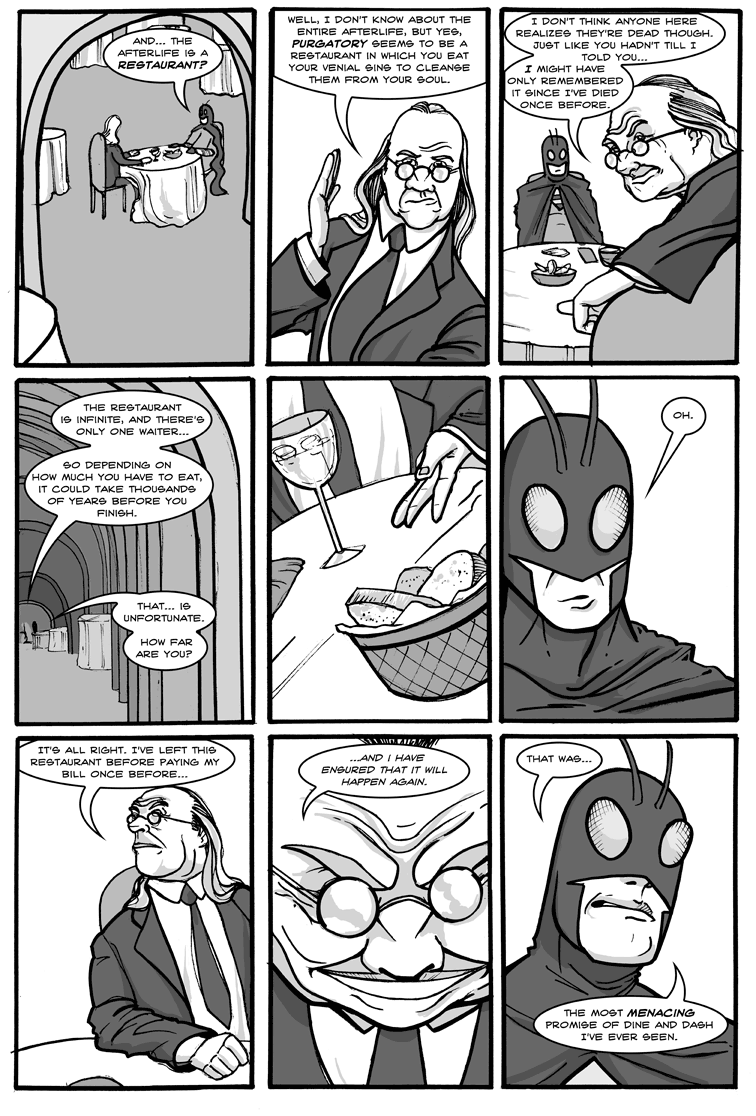 AND... THE
AFTERLIFE IS A
RESTAURANT?
WELL, I DON'T KNOW ABOUT THE
ENTIRE AFTERLIFE, BUT YES,
PURGATORY SEEMS TO BE A
RESTAURANT IN WHICH YOU EAT
YOUR VENIAL SINS TO CLEANSE
THEM FROM YOUR SOUL.
I DON'T THINK ANYONE HERE
REALIZES THEY'RE DEAD THOUGH.
JUST LIKE YOU HADN'T TILL I
TOLD YOU...
I MIGHT HAVE
ONLY REMEMBERED
IT SINCE I'VE DIED
ONCE BEFORE.
THE RESTAURANT
IS INFINITE, AND THERE'S
ONLY ONE WAITER...
SO DEPENDING ON
HOW MUCH YOU HAVE TO EAT,
IT COULD TAKE THOUSANDS
OF YEARS BEFORE YOU
FINISH.
THAT... IS
UNFORTUNATE.
HOW FAR
ARE YOU?
OH.
IT'S ALL RIGHT. I'VE LEFT THIS
RESTAURANT BEFORE PAYING MY
BILL ONCE BEFORE...
...AND I HAVE
ENSURED THAT IT WILL
HAPPEN AGAIN.
THAT WAS...
THE MOST MENACING
PROMISE OF DINE AND DASH
I'VE EVER SEEN.